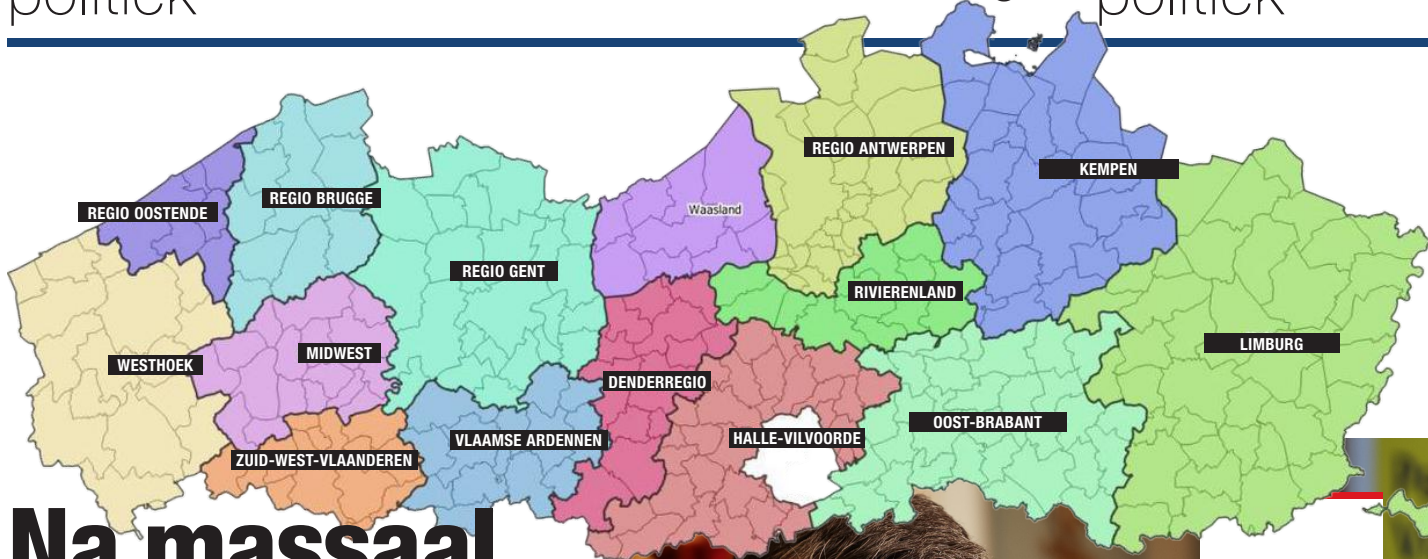 politiek
politiek
REGIO ANTWERPEN
KEMPEN
REGIO BRUGGE
REGIO OOSTENDE
Waasland
REGIO GENT
RIVIERENLAND
LIMBURG
MIDWEST
WESTHOEK
DENDERREGIO
OOST-BRABANT
VLAAMSE ARDENNEN
HALLE-VILVOORDE
ZUID-WEST-VLAANDEREN
Na massaal